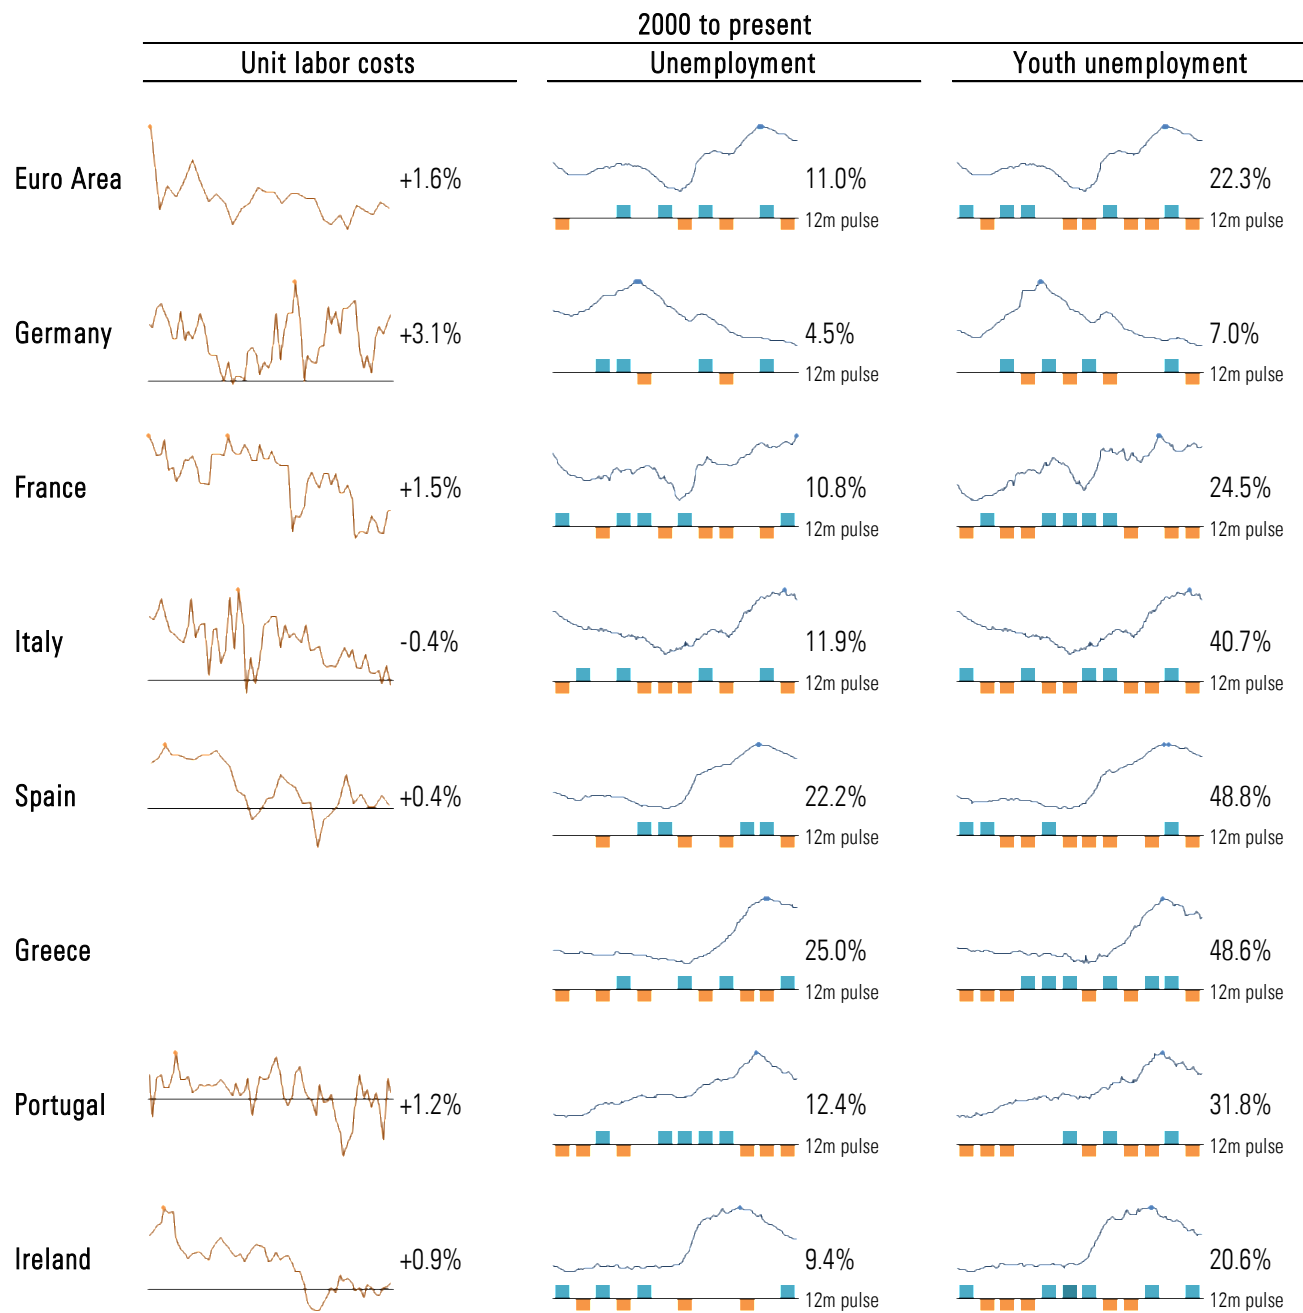 2000 to present
Unit labor costs Unemployment Youth unemployment
Euro Area +1.6% 11.0% 22.3%
12m pulse 12m pulse
Germany +3.1% 4.5% 7.0%
12m pulse 12m pulse
France +1.5% 10.8% 24.5%
12m pulse 12m pulse
Italy -0.4% 11.9% 40.7%
12m pulse 12m pulse
Spain +0.4% 22.2% 48.8%
12m pulse 12m pulse
Greece 25.0% 48.6%
12m pulse 12m pulse
Portugal +1.2% 12.4% 31.8%
12m pulse 12m pulse
Ireland +0.9% 9.4% 20.6%
12m pulse 12m pulse